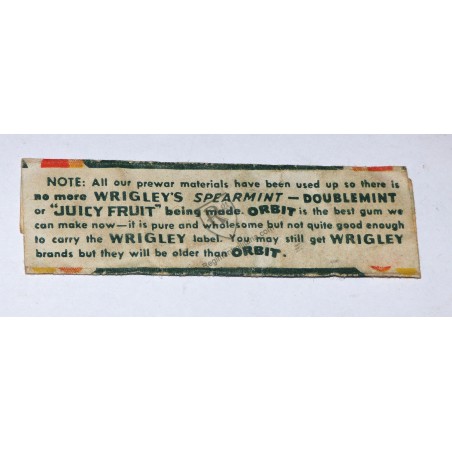 NOTE: All our prewar materials have been used up so there is
no more WRIGLEY'S SPEARMINT — DOUBLEMINT
or "JUICY FRUIT" being made. ORBIT is the best gum we
can make now—it is pure and wholesome but not quite good enough
to carry the WRIGLEY label. You may still get WRIGLEY
brands but they will be older than ORBIT.